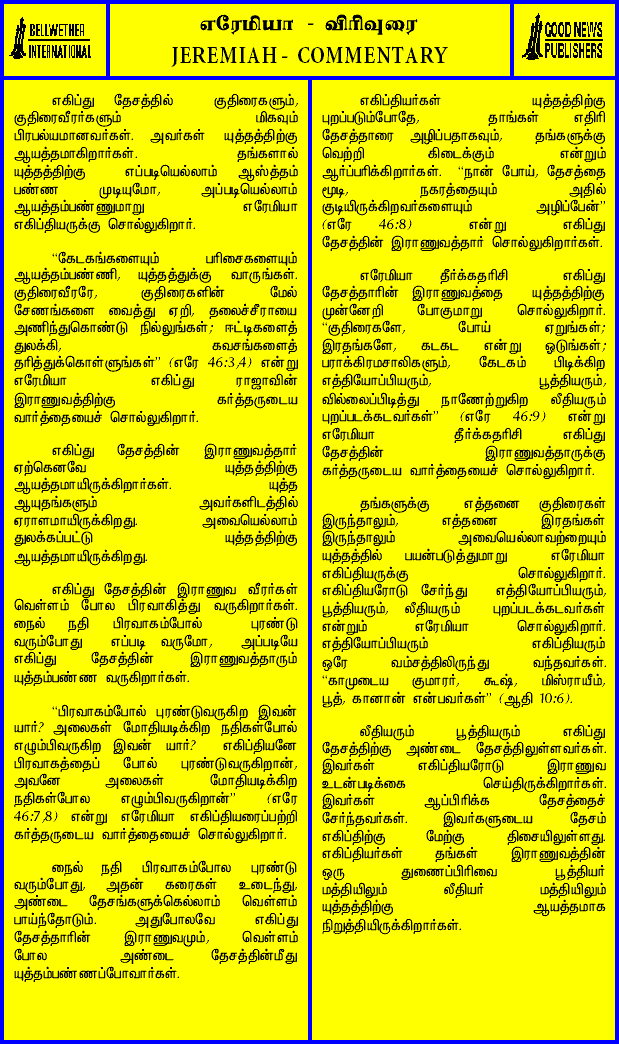 BELLWETHER
INTERNATIONAL
எரேமியா - விரிவுரை
JEREMIAH - COMMENTARY
GOOD NEWS
PUBLISHERS
எகிப்து தேசத்தில் குதிரைகளும்,
குதிரைவீரர்களும் மிகவும்
பிரபல்யமானவர்கள். அவர்கள் யுத்தத்திற்கு
ஆயத்தமாகிறார்கள். தங்களால்
யுத்தத்திற்கு எப்படியெல்லாம் ஆஸ்த்தம்
பண்ண முடியுமோ, அப்படியெல்லாம்
ஆயத்தம்பண்ணுமாறு எரேமியா
எகிப்தியருக்கு சொல்லுகிறார்.
“கேடகங்களையும் பரிசைகளையும்
ஆயத்தம்பண்ணி, யுத்தத்துக்கு வாருங்கள்.
குதிரைவீரரே, குதிரைகளின் மேல்
சேணங்களை வைத்து ஏறி, தலைச்சீராயை
அணிந்துகொண்டு நில்லுங்கள்; ஈட்டிகளைத்
துலக்கி, கவசங்களைத்
தரித்துக்கொள்ளுங்கள்” (எரே 46:3,4) என்று
எரேமியா எகிப்து ராஜாவின்
இராணுவத்திற்கு கர்த்தருடைய
வார்த்தையைச் சொல்லுகிறார்.
எகிப்து தேசத்தின் இராணுவத்தார்
ஏற்கெனவே யுத்தத்திற்கு
ஆயத்தமாயிருக்கிறார்கள். யுத்த
ஆயுதங்களும் அவர்களிடத்தில்
ஏராளமாயிருக்கிறது. அவையெல்லாம்
துலக்கப்பட்டு யுத்தத்திற்கு
ஆயத்தமாயிருக்கிறது.
எகிப்து தேசத்தின் இராணுவ வீரர்கள்
வெள்ளம் போல பிரவாகித்து வருகிறார்கள்.
நைல் நதி பிரவாகம்போல் புரண்டு
வரும்போது எப்படி வருமோ, அப்படியே
எகிப்து தேசத்தின் இராணுவத்தாரும்
யுத்தம்பண்ண வருகிறார்கள்.
“பிரவாகம்போல் புரண்டுவருகிற இவன்
யார்? அலைகள் மோதியடிக்கிற நதிகள்போல்
எழும்பிவருகிற இவன் யார்? எகிப்தியனே
பிரவாகத்தைப் போல் புரண்டுவருகிறான்,
அவனே அலைகள் மோதியடிக்கிற
நதிகள்போல எழும்பிவருகிறான்” (எரே
46:7,8) என்று எரேமியா எகிப்தியரைப்பற்றி
கர்த்தருடைய வார்த்தையைச் சொல்லுகிறார்.
நைல் நதி பிரவாகம்போல புரண்டு
வரும்போது, அதன் கரைகள் உடைந்து,
அண்டை தேசங்களுக்கெல்லாம் வெள்ளம்
பாய்ந்தோடும். அதுபோலவே எகிப்து
தேசத்தாரின் இராணுவமும், வெள்ளம்
போல அண்டை தேசத்தின்மீது
யுத்தம்பண்ணப்போவார்கள்.
எகிப்தியர்கள் யுத்தத்திற்கு
புறப்படும்போதே, தாங்கள் எதிரி
தேசத்தாரை அழிப்பதாகவும், தங்களுக்கு
வெற்றி கிடைக்கும் என்றும்
ஆர்ப்பரிக்கிறார்கள். “நான் போய், தேசத்தை
மூடி, நகரத்தையும் அதில்
குடியிருக்கிறவர்களையும் அழிப்பேன்”
(எரே 46:8) என்று எகிப்து
தேசத்தின் இராணுவத்தார் சொல்லுகிறார்கள்.
எரேமியா தீர்க்கதரிசி எகிப்து
தேசத்தாரின் இராணுவத்தை யுத்தத்திற்கு
முன்னேறி போகுமாறு சொல்லுகிறார்.
“குதிரைகளே, போய் ஏறுங்கள்;
இரதங்களே, கடகட என்று ஓடுங்கள்;
பராக்கிரமசாலிகளும், கேடகம் பிடிக்கிற
எத்தியோப்பியரும், பூத்தியரும்,
வில்லைப்பிடித்து நாணேற்றுகிற லீதியரும்
புறப்படக்கடவர்கள்” (எரே 46:9) என்று
எரேமியா தீர்க்கதரிசி எகிப்து
தேசத்தின் இராணுவத்தாருக்கு
கர்த்தருடைய வார்த்தையைச் சொல்லுகிறார்.
தங்களுக்கு எத்தனை குதிரைகள்
இருந்தாலும், எத்தனை இரதங்கள்
இருந்தாலும் அவையெல்லாவற்றையும்
யுத்தத்தில் பயன்படுத்துமாறு எரேமியா
எகிப்தியருக்கு சொல்லுகிறார்.
எகிப்தியரோடு சேர்ந்து எத்தியோப்பியரும்,
பூத்தியரும், லீதியரும் புறப்படக்கடவர்கள்
என்றும் எரேமியா சொல்லுகிறார்.
எத்தியோப்பியரும் எகிப்தியரும்
ஒரே வம்சத்திலிருந்து வந்தவர்கள்.
“காமுடைய குமாரர், கூஷ், மிஸ்ராயீம்,
பூத், கானான் என்பவர்கள்” (ஆதி 10:6).
லீதியரும் பூத்தியரும் எகிப்து
தேசத்திற்கு அண்டை தேசத்திலுள்ளவர்கள்.
இவர்கள் எகிப்தியரோடு இராணுவ
உடன்படிக்கை செய்திருக்கிறார்கள்.
இவர்கள் ஆப்பிரிக்க தேசத்தைச்
சேர்ந்தவர்கள். இவர்களுடைய தேசம்
எகிப்திற்கு மேற்கு திசையிலுள்ளது.
எகிப்தியர்கள் தங்கள் இராணுவத்தின்
ஒரு துணைப்பிரிவை பூத்தியர்
மத்தியிலும் லீதியர் மத்தியிலும்
யுத்தத்திற்கு ஆயத்தமாக
நிறுத்தியிருக்கிறார்கள்.